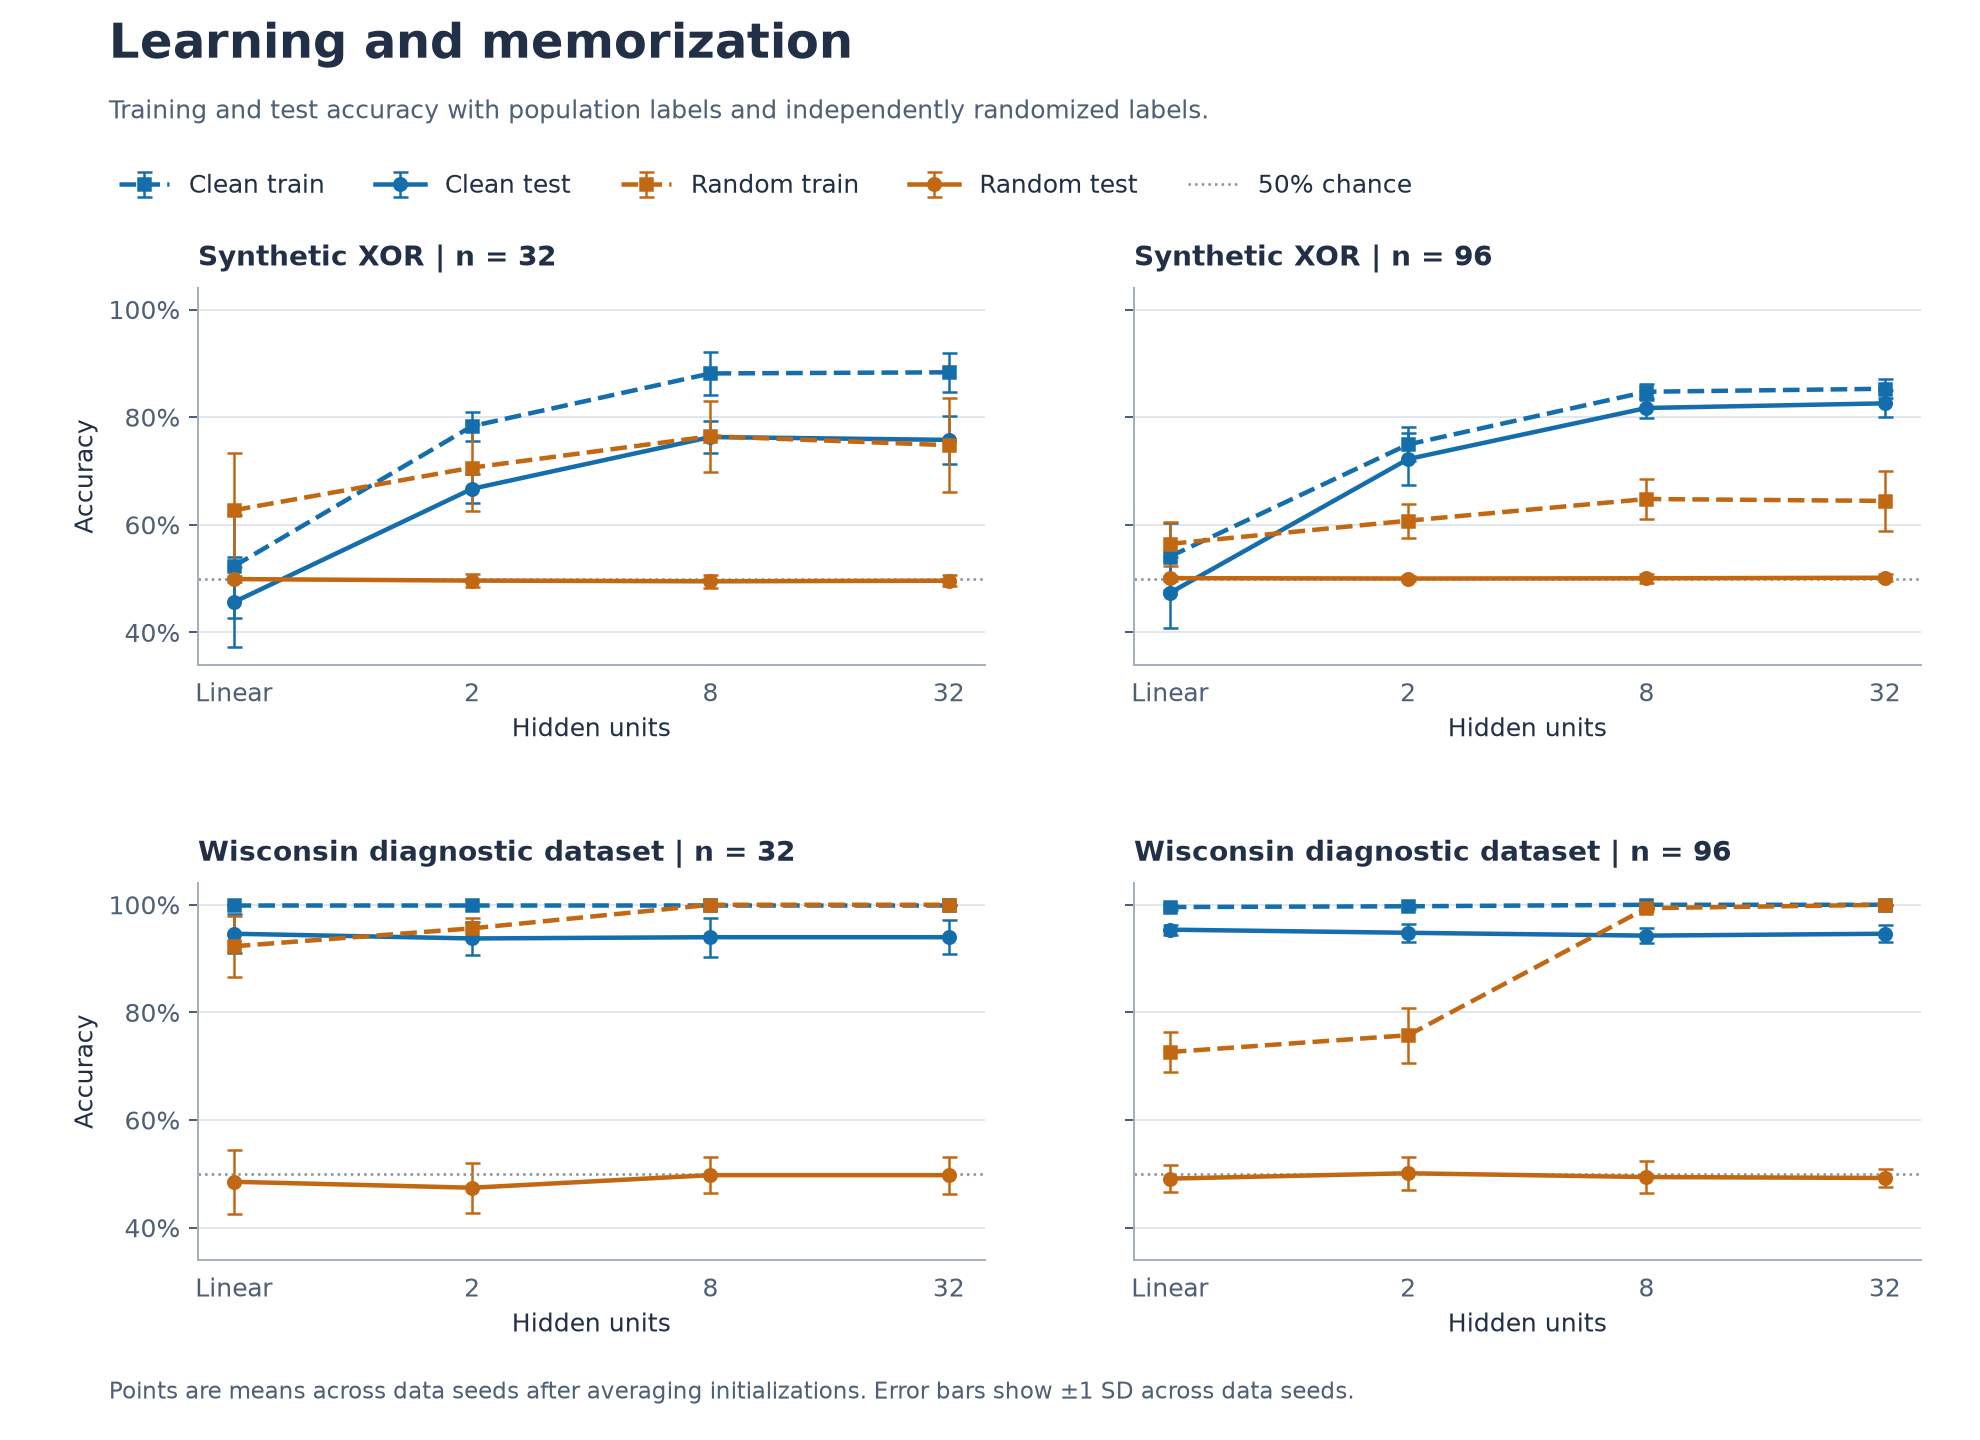 Learning and memorization
Training and test accuracy with population labels and independently randomized labels.
Clean train Clean test Random train Random test 50% chance
Synthetic XOR | n = 32
100%
80%
60%
40%
Accuracy
Linear 2 8 32
Hidden units
Synthetic XOR | n = 96
Linear 2 8 32
Hidden units
Wisconsin diagnostic dataset | n = 32
100%
80%
60%
40%
Accuracy
Linear 2 8 32
Hidden units
Wisconsin diagnostic dataset | n = 96
Linear 2 8 32
Hidden units
Points are means across data seeds after averaging initializations. Error bars show ±1 SD across data seeds.